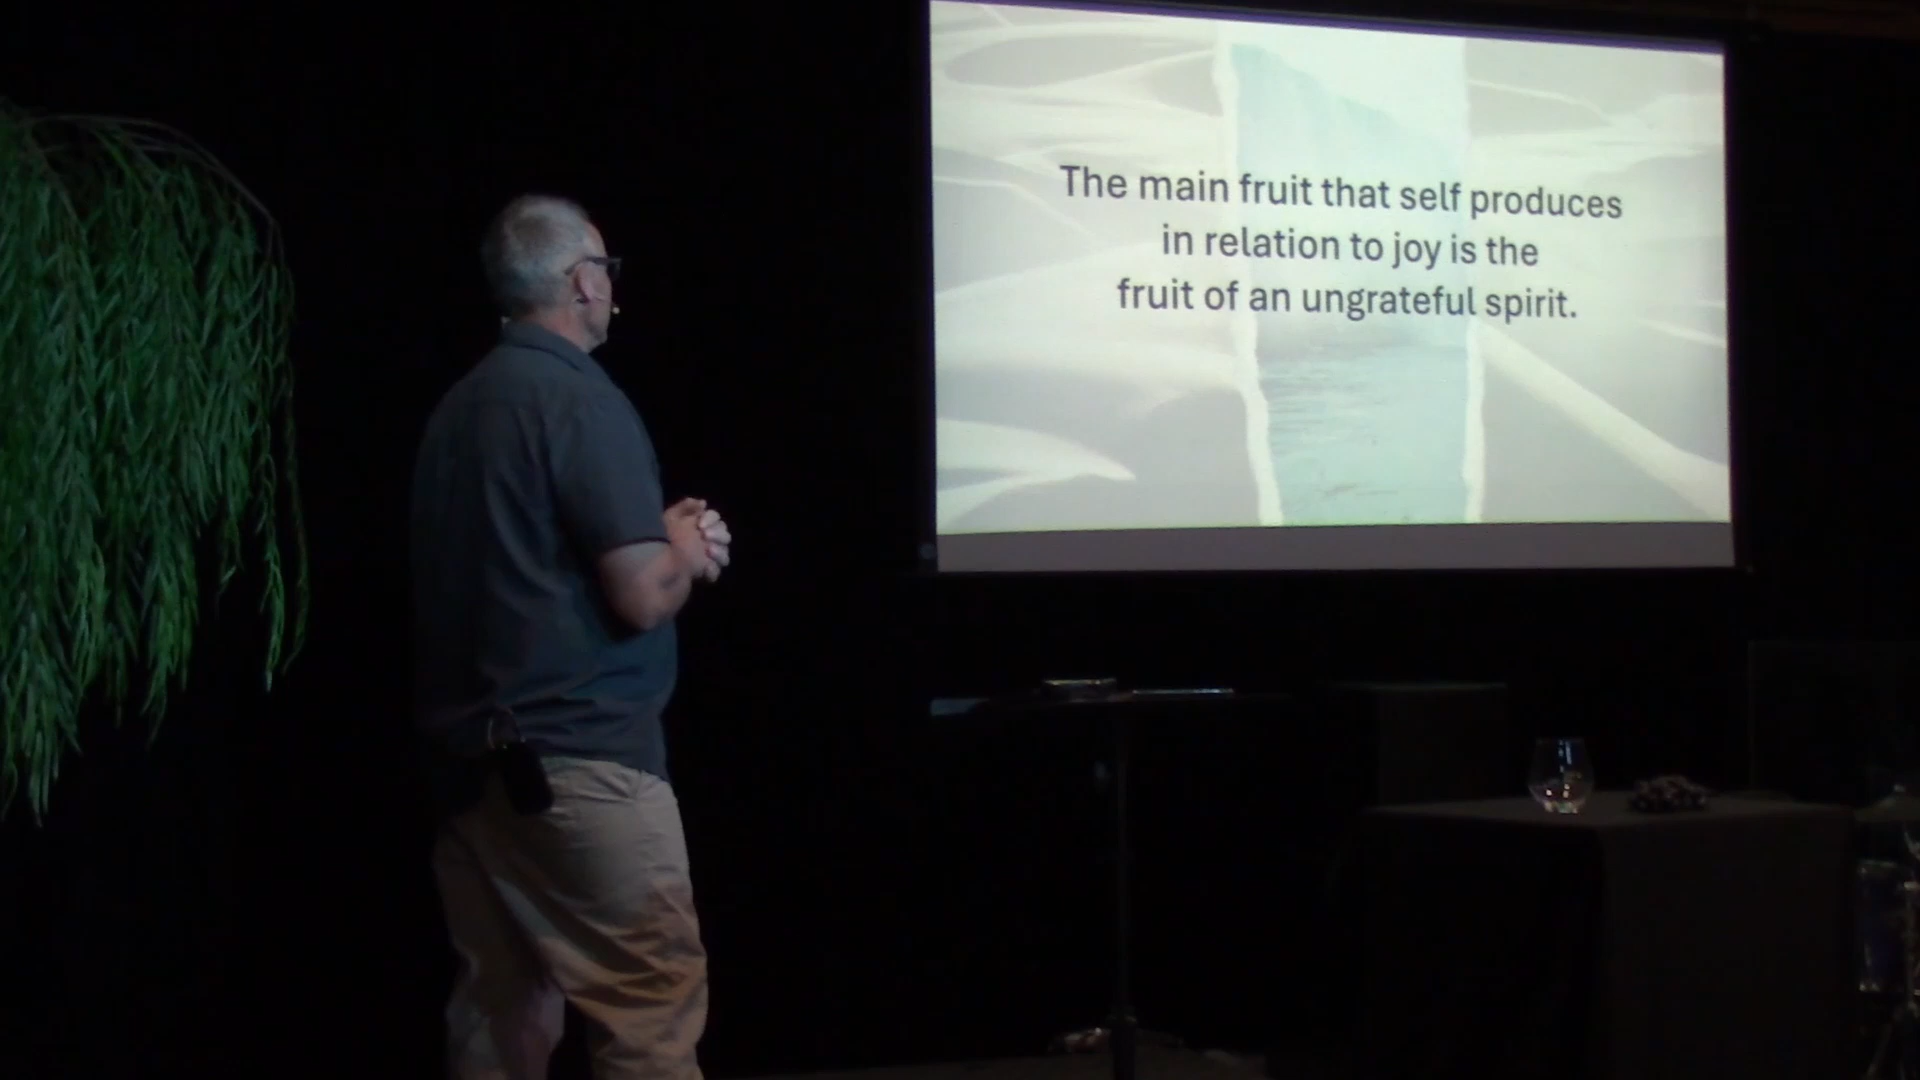 The main fruit that self produces
in relation to joy is the
fruit of an ungrateful spirit.